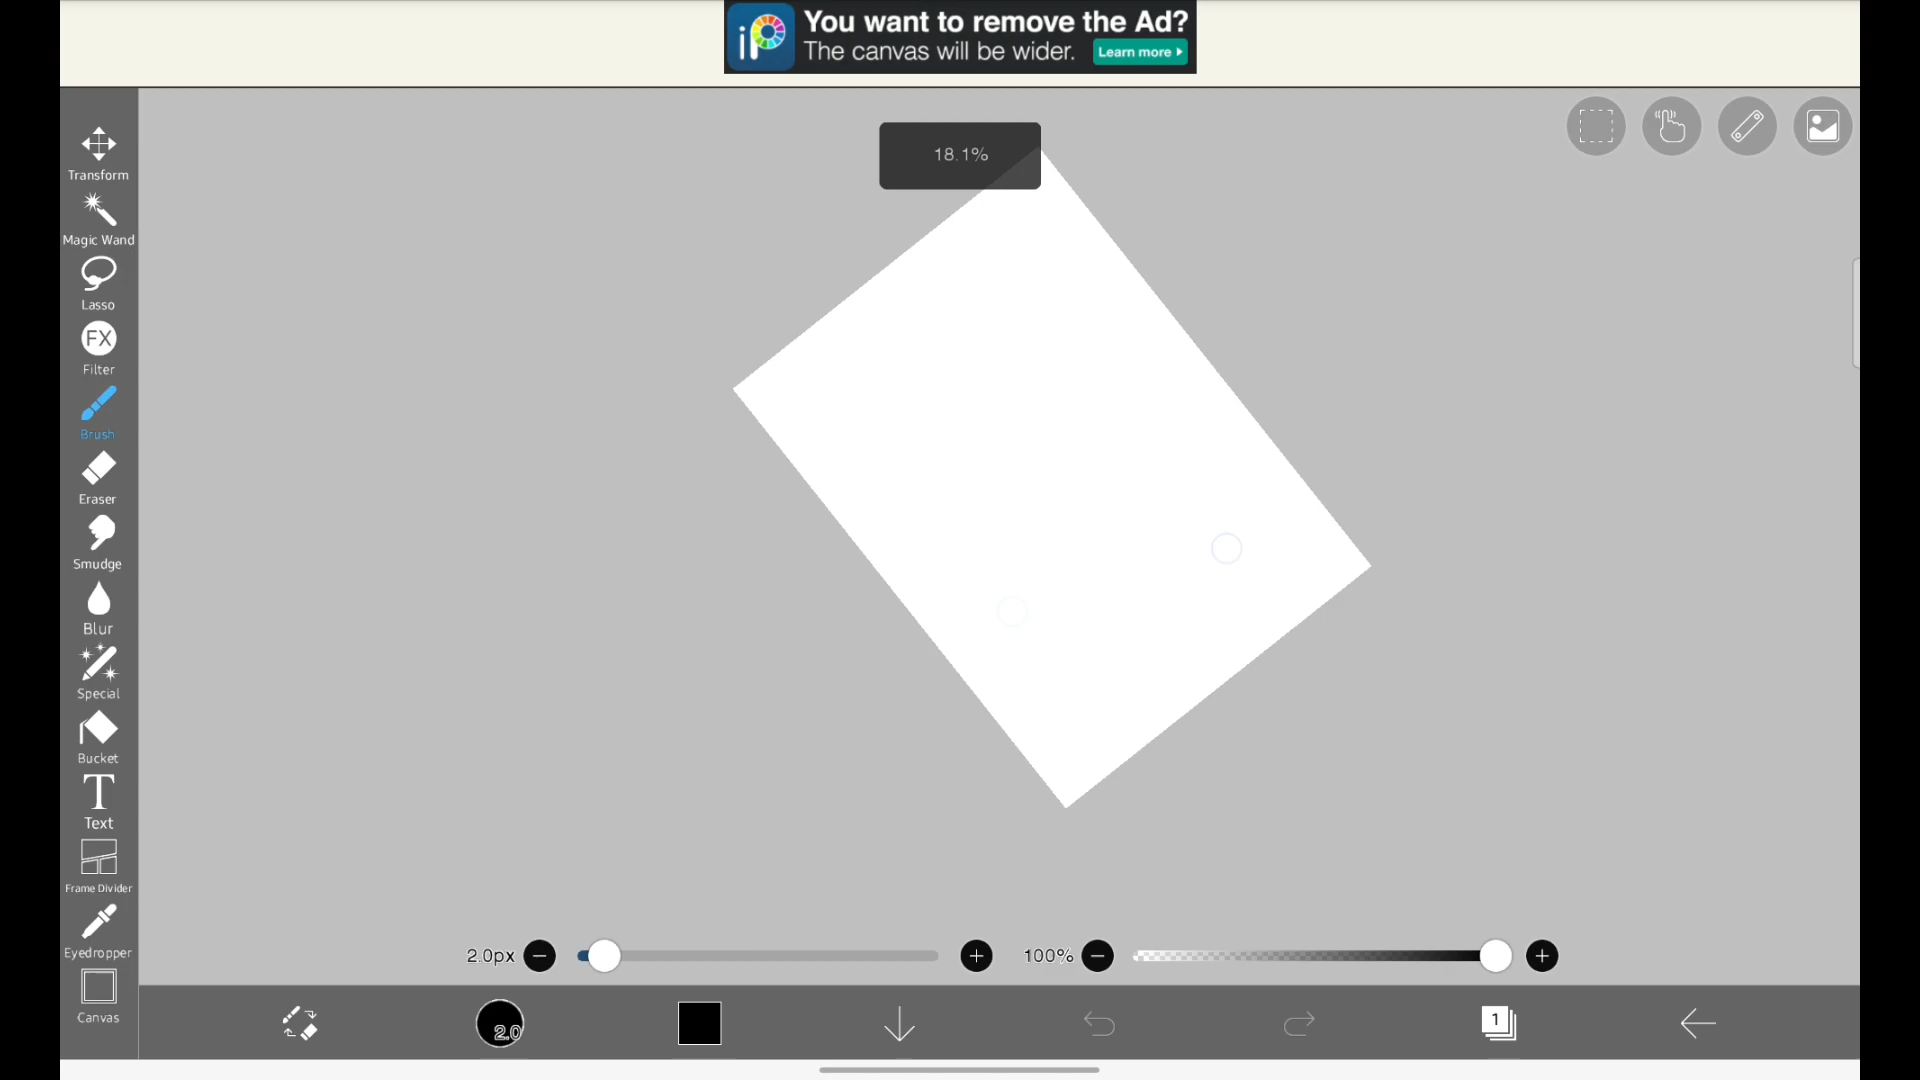 iP
You want to remove the Ad?
The canvas will be wider.
Learn more
18.1%
Transform
Magic Wand
Lasso
FX
Filter
Brush
Eraser
Smudge
Blur
Special
Bucket
T
Text
Frame Divider
Eyedropper
Canvas
2.0px
100%
2.0
1